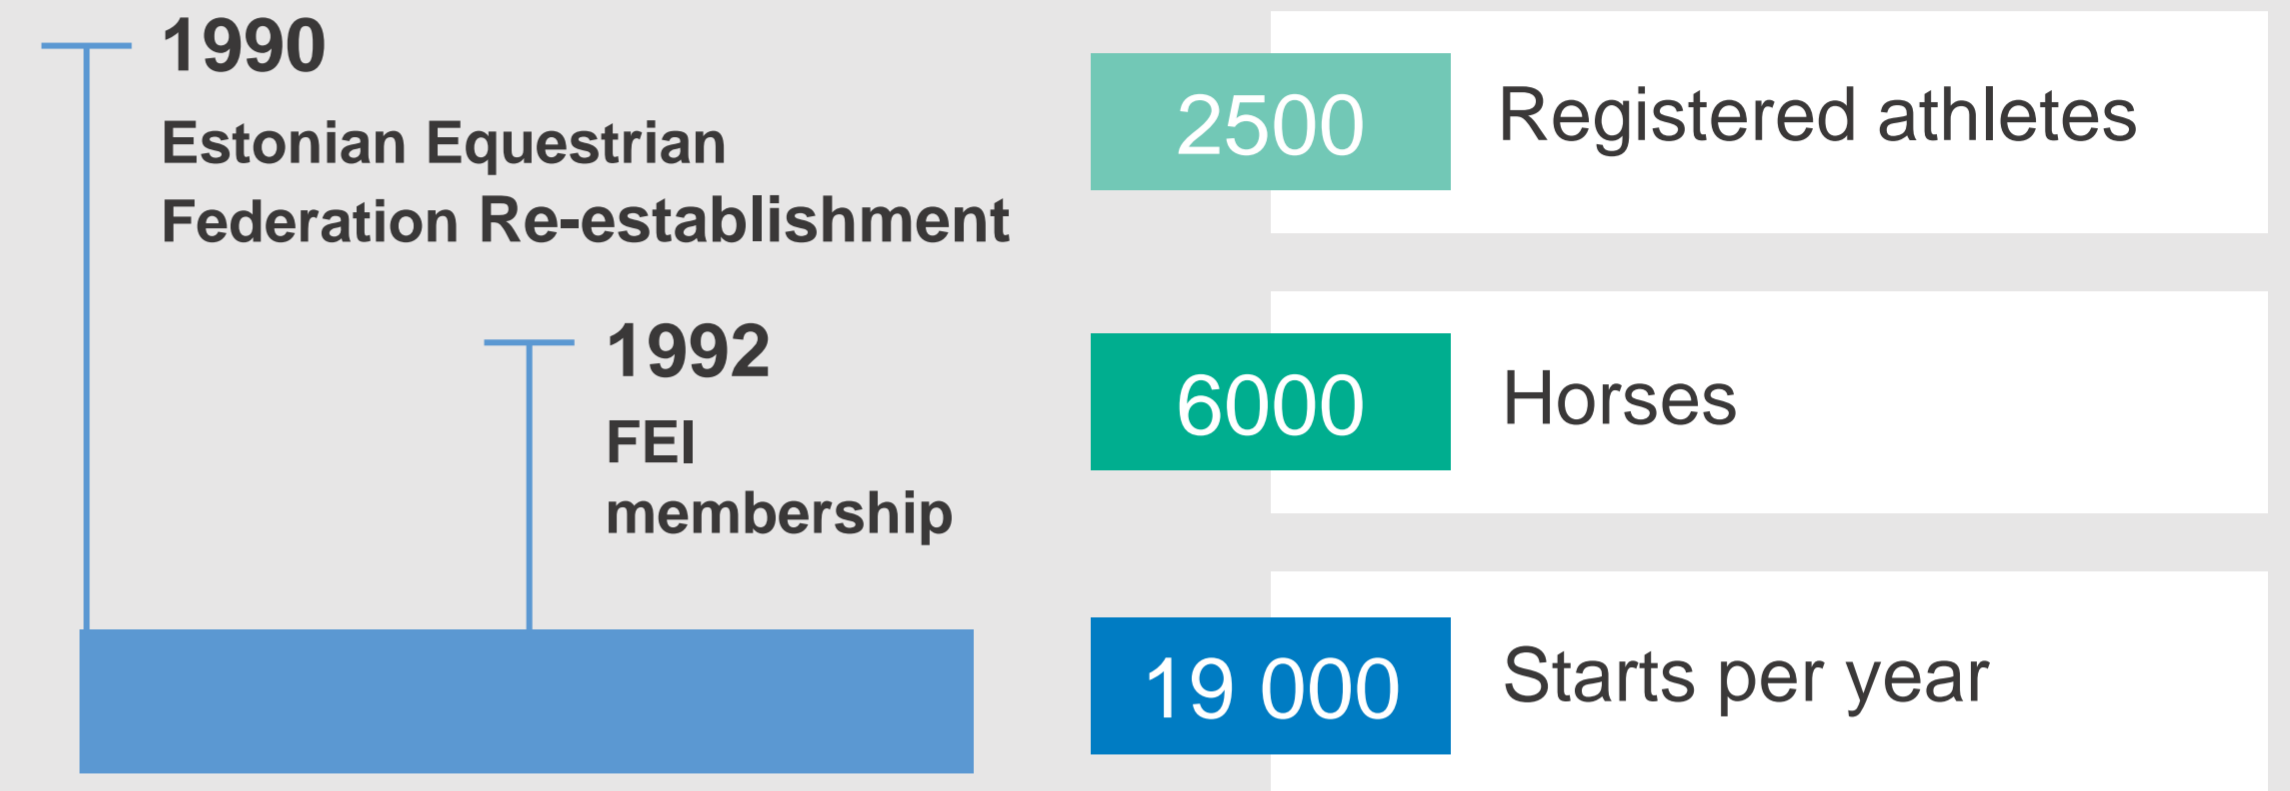 1990
Estonian Equestrian
Federation Re-establishment
1992
FEI
membership
2500
Registered athletes
6000
Horses
19 000
Starts per year